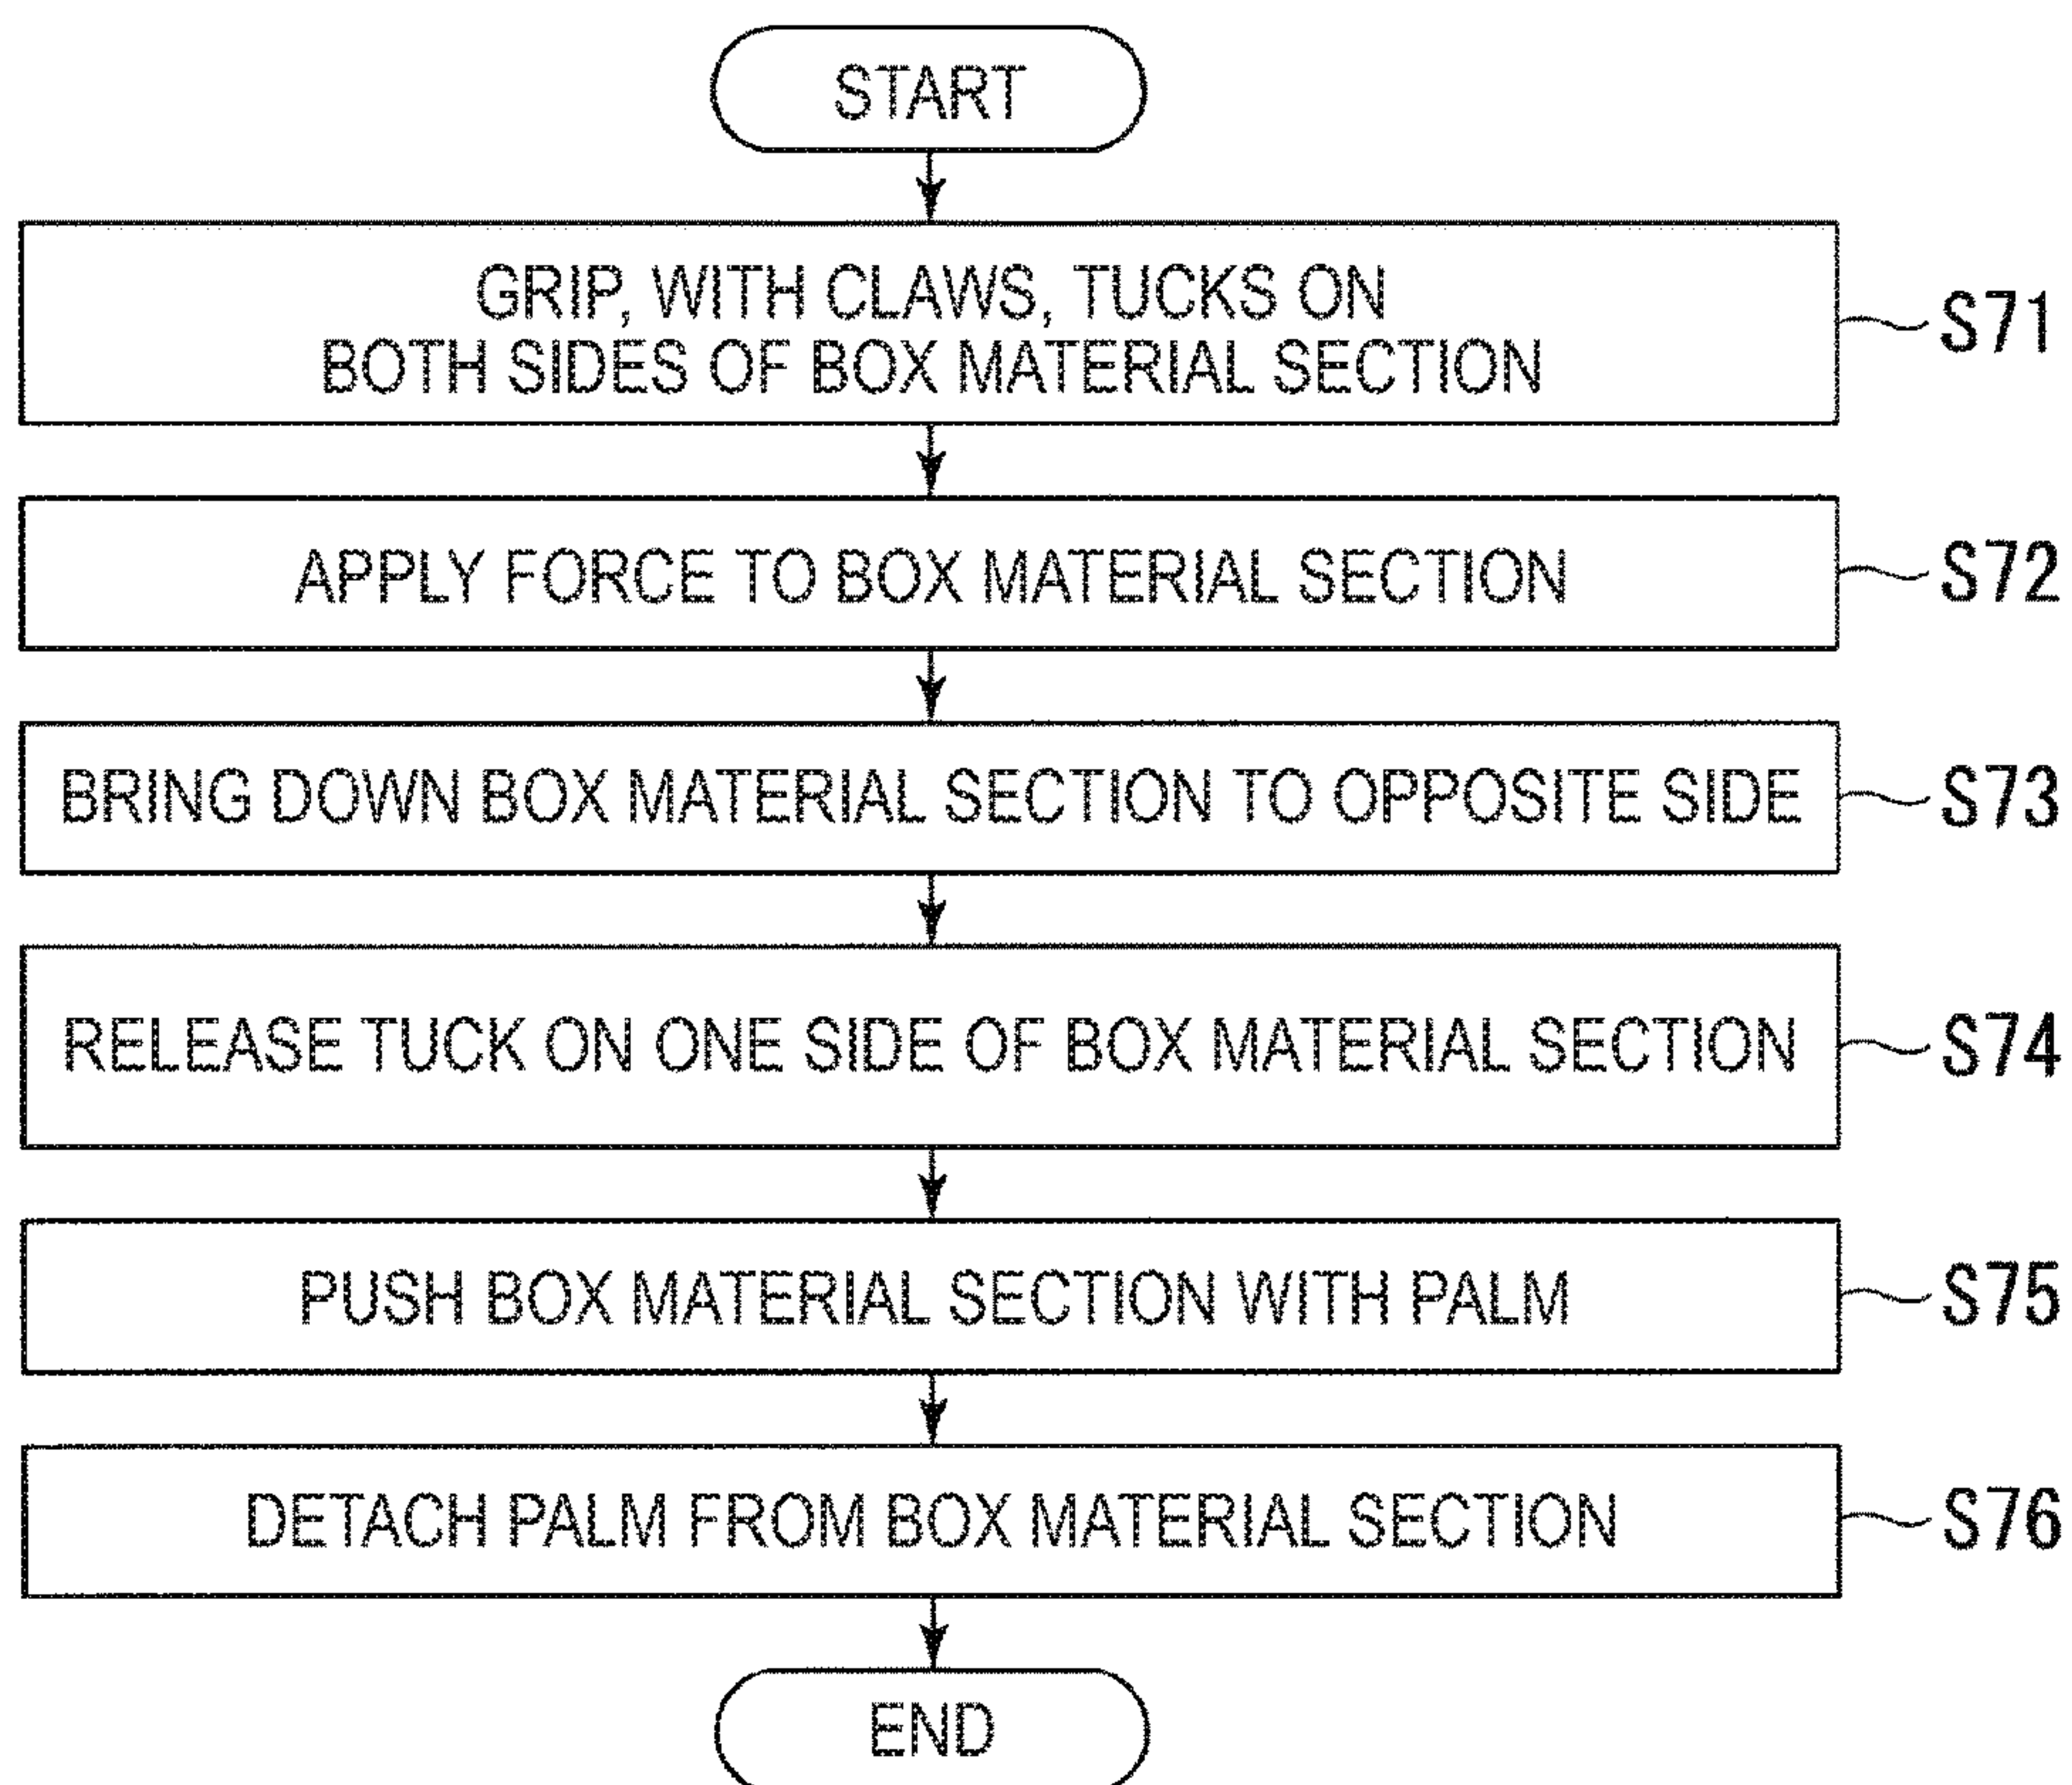 START
GRIP, WITH CLAWS, TUCKS ON
BOTH SIDES OF BOX MATERIAL SECTION
S71
APPLY FORCE TO BOX MATERIAL SECTION
S72
BRING DOWN BOX MATERIAL SECTION TO OPPOSITE SIDE
S73
RELEASE TUCK ON ONE SIDE OF BOX MATERIAL SECTION
S74
PUSH BOX MATERIAL SECTION WITH PALM
S75
DETACH PALM FROM BOX MATERIAL SECTION
S76
END